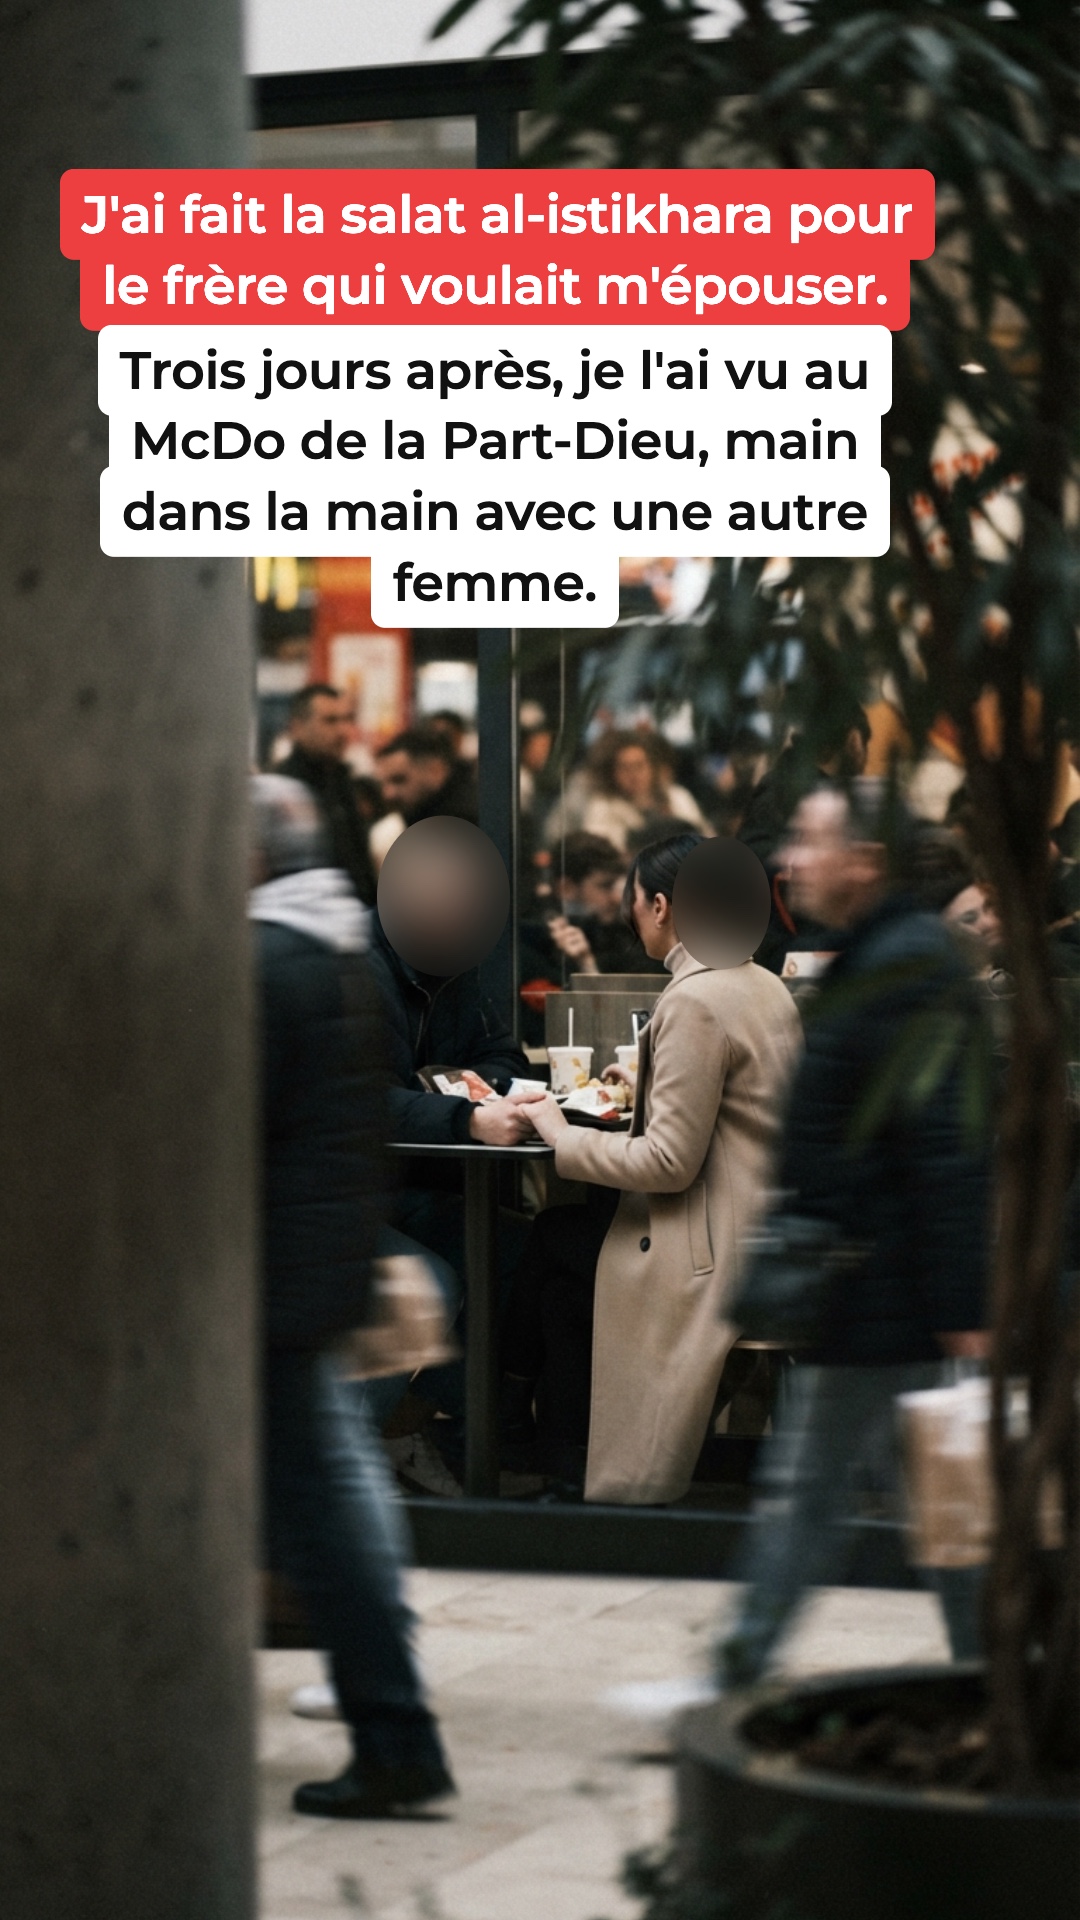 J'ai fait la salat al-istikhara pour
le frère qui voulait m'épouser.
Trois jours après, je l'ai vu au
McDo de la Part-Dieu, main
dans la main avec une autre
femme.